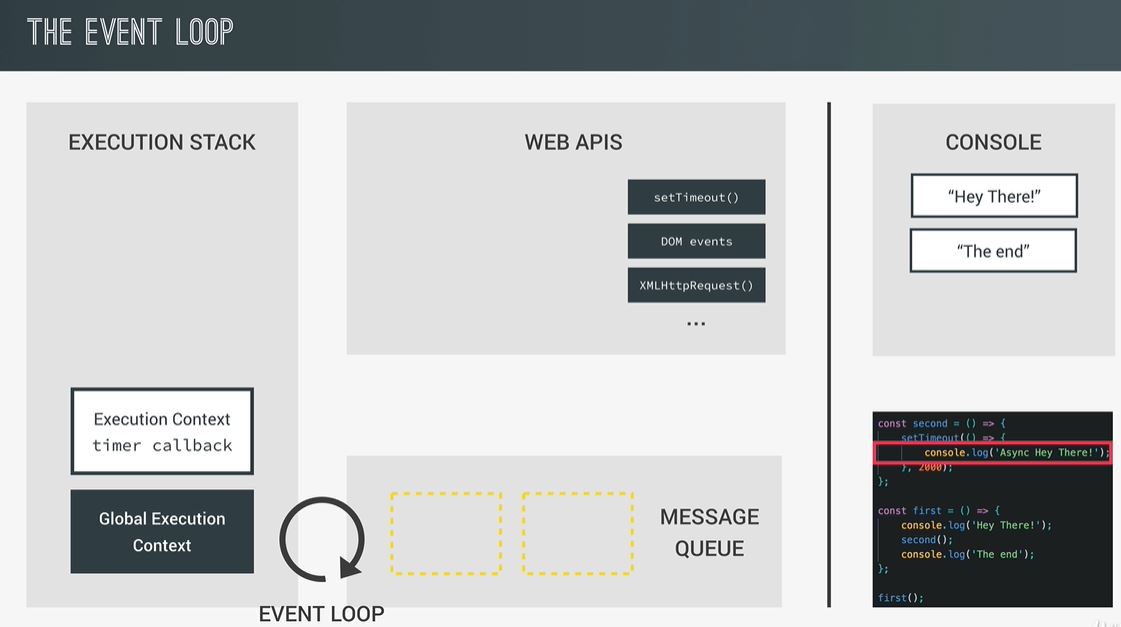 THE EVENT LOOP
EXECUTION STACK
Execution Context
timer callback
Global Execution
Context
EVENT LOOP
WEB APIS
setTimeout()
DOM events
XMLHttpRequest()
...
MESSAGE
QUEUE
CONSOLE
“Hey There!”
“The end”
const second = () => {
setTimeout(() => {
console.log('Async Hey There!');
}, 2000);
};
const first = () => {
console.log('Hey There!');
second();
console.log('The end');
};
first();